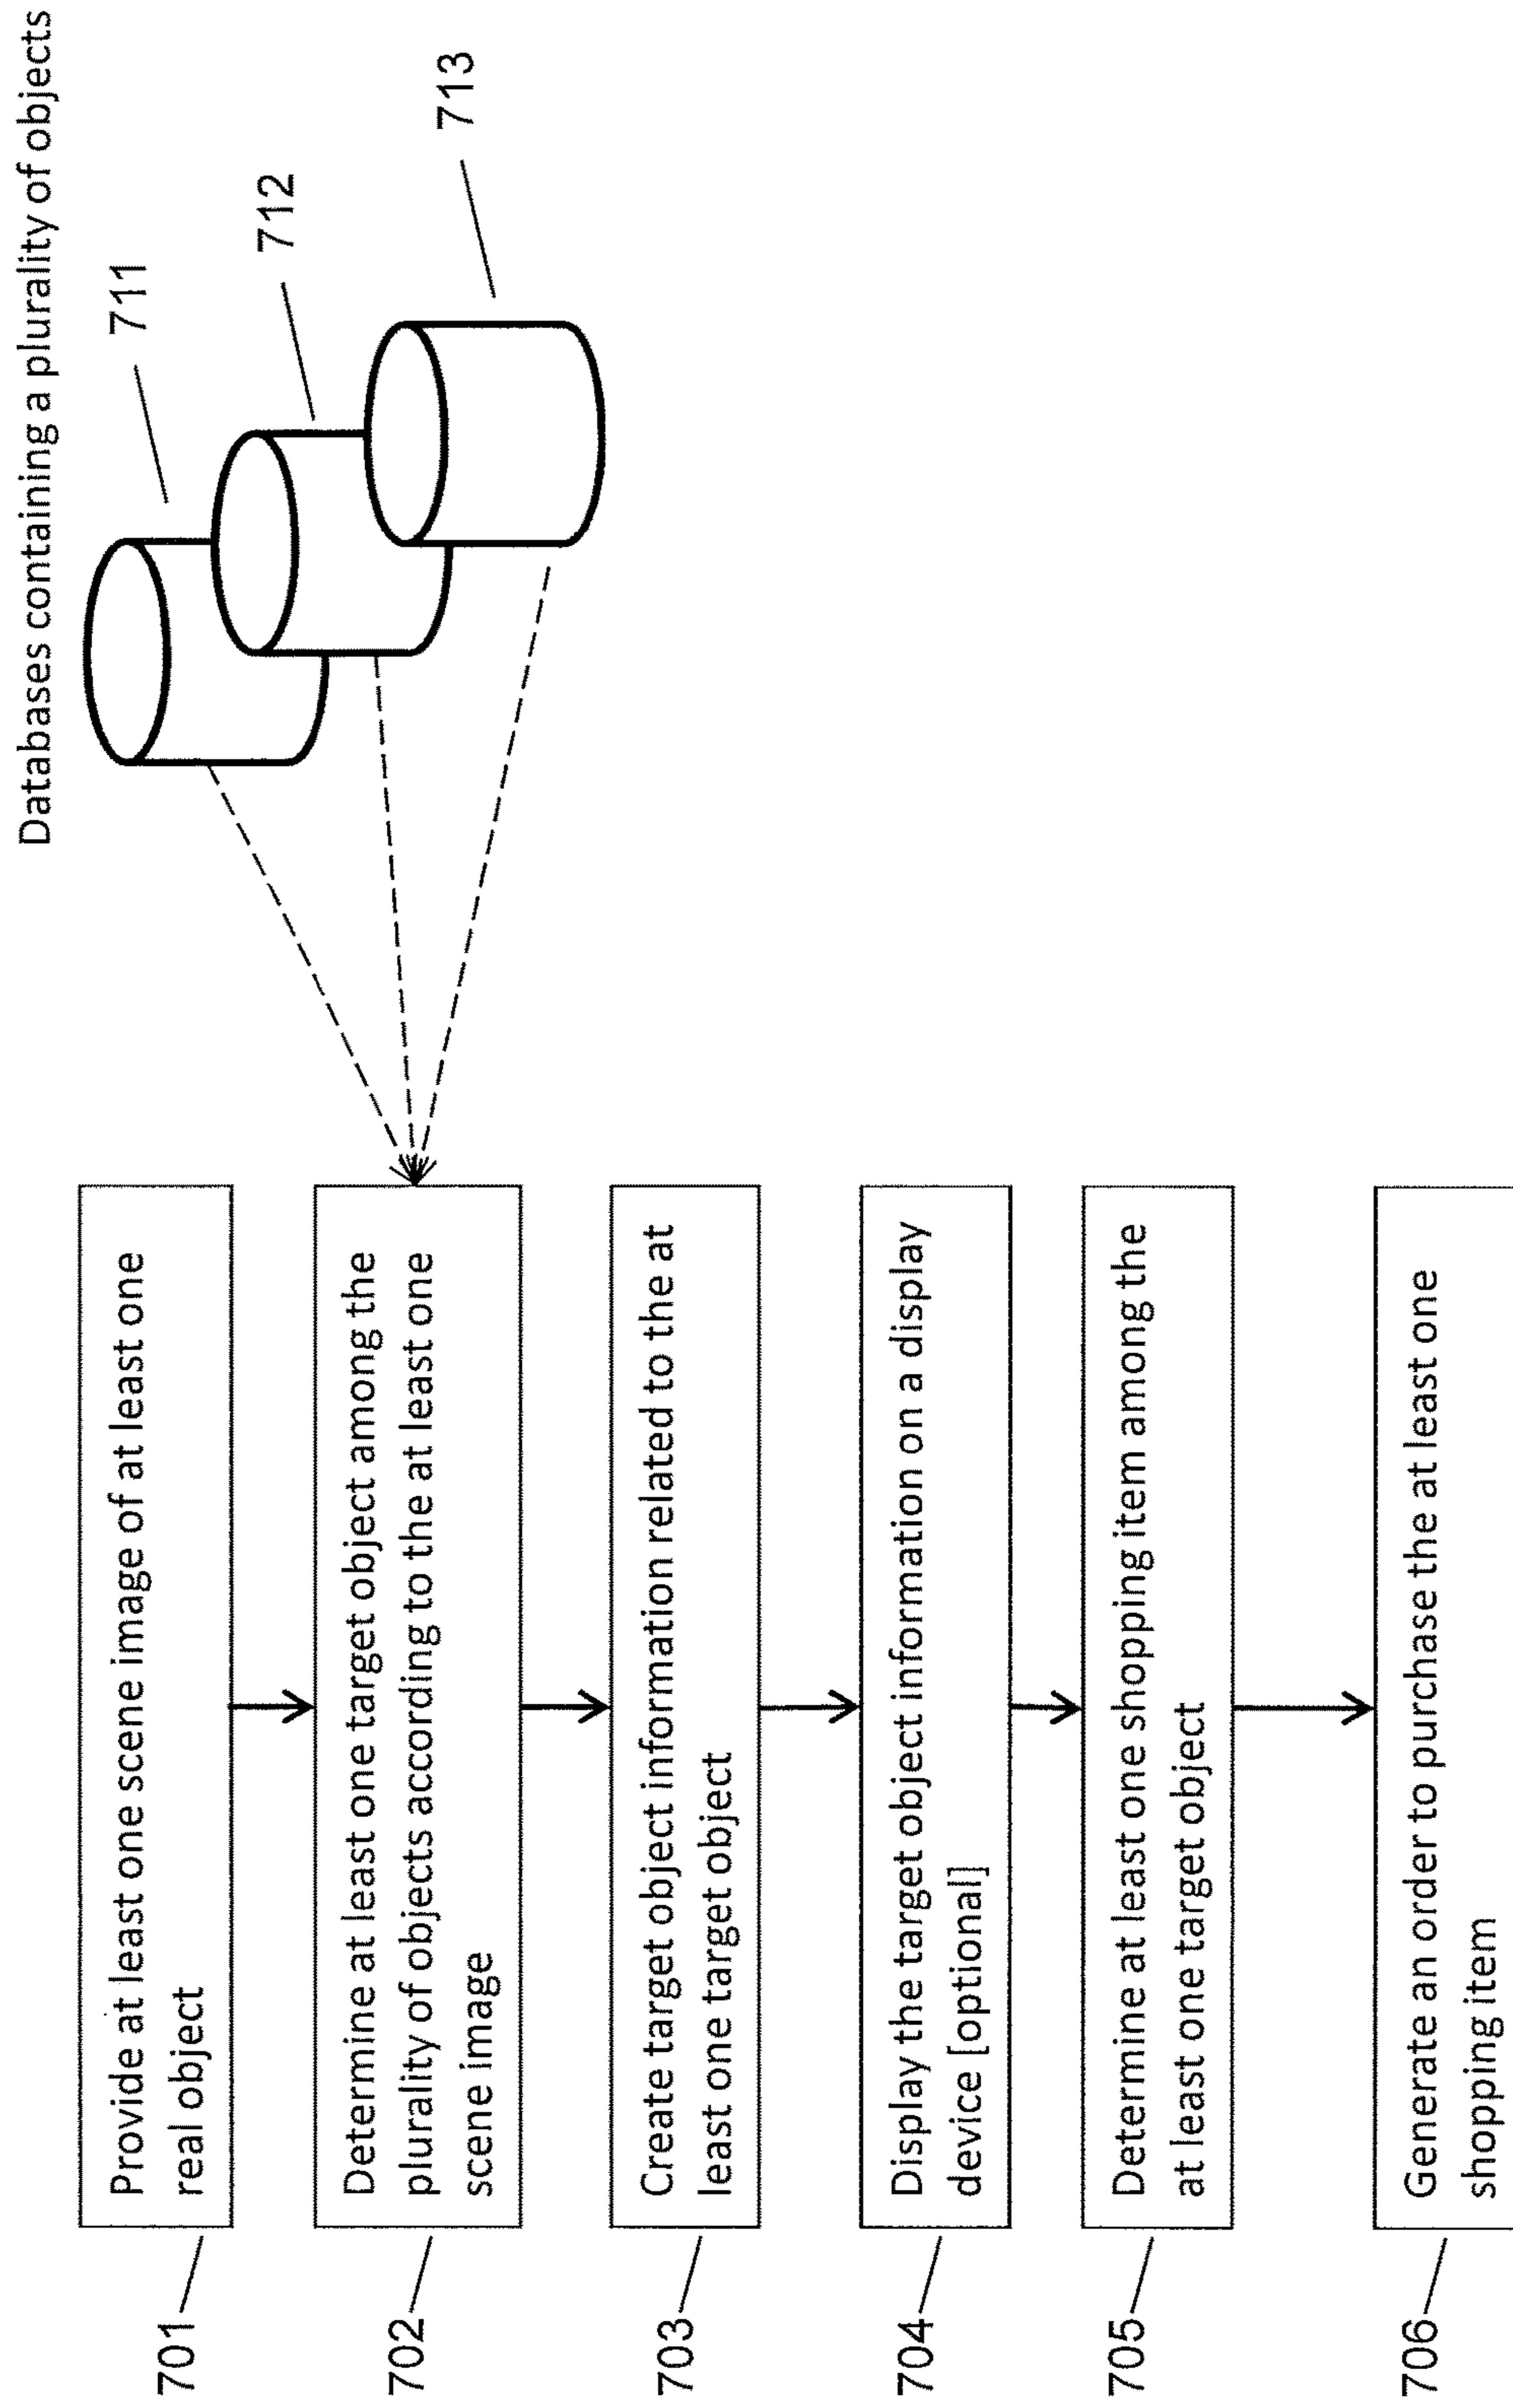 Databases containing a plurality of objects
711
712
713
701
Provide at least one scene image of at least one
real object
702
Determine at least one target object among the
plurality of objects according to the at least one
scene image
703
Create target object information related to the at
least one target object
704
Display the target object information on a display
device [optional]
705
Determine at least one shopping item among the
at least one target object
706
Generate an order to purchase the at least one
shopping item